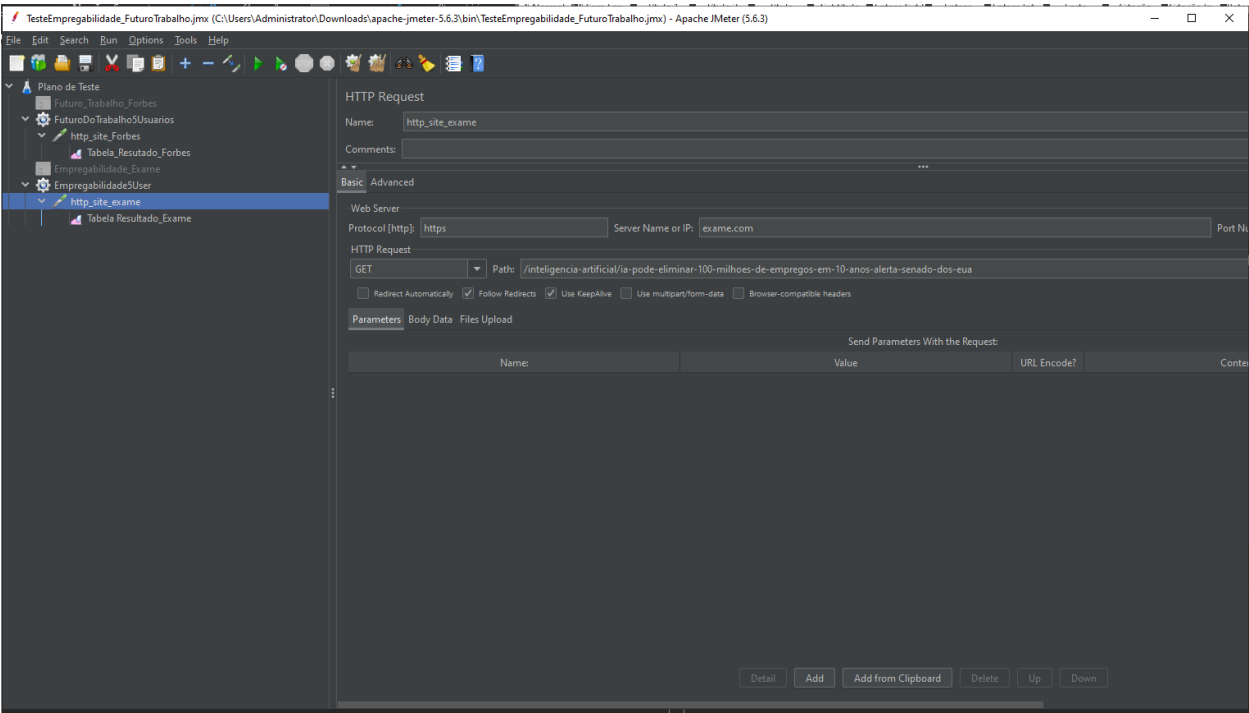 TesteEmpregabilidade_FuturoTrabalho.jmx (C:\Users\Administrator\Downloads\apache-jmeter-5.6.3\bin\TesteEmpregabilidade_FuturoTrabalho.jmx) - Apache JMeter (5.6.3)
File Edit Search Run Options Tools Help
Plano de Teste
Futuro_Trabalho_Forbes
FuturoDoTrabalho5Usuarios
http_site_Forbes
Tabela_Resutado_Forbes
Empregabilidade_Exame
Empregabilidade5User
http_site_exame
Tabela Resultado_Exame
HTTP Request
Name: http_site_exame
Comments:
Basic Advanced
Web Server
Protocol [http]: https Server Name or IP: exame.com Port Nu
HTTP Request
GET Path: /inteligencia-artificial/ia-pode-eliminar-100-milhoes-de-empregos-em-10-anos-alerta-senado-dos-eua
Redirect Automatically Follow Redirects Use KeepAlive Use multipart/form-data Browser-compatible headers
Parameters Body Data Files Upload
Send Parameters With the Request:
Name: Value URL Encode? Conte
Detail Add Add from Clipboard Delete Up Down